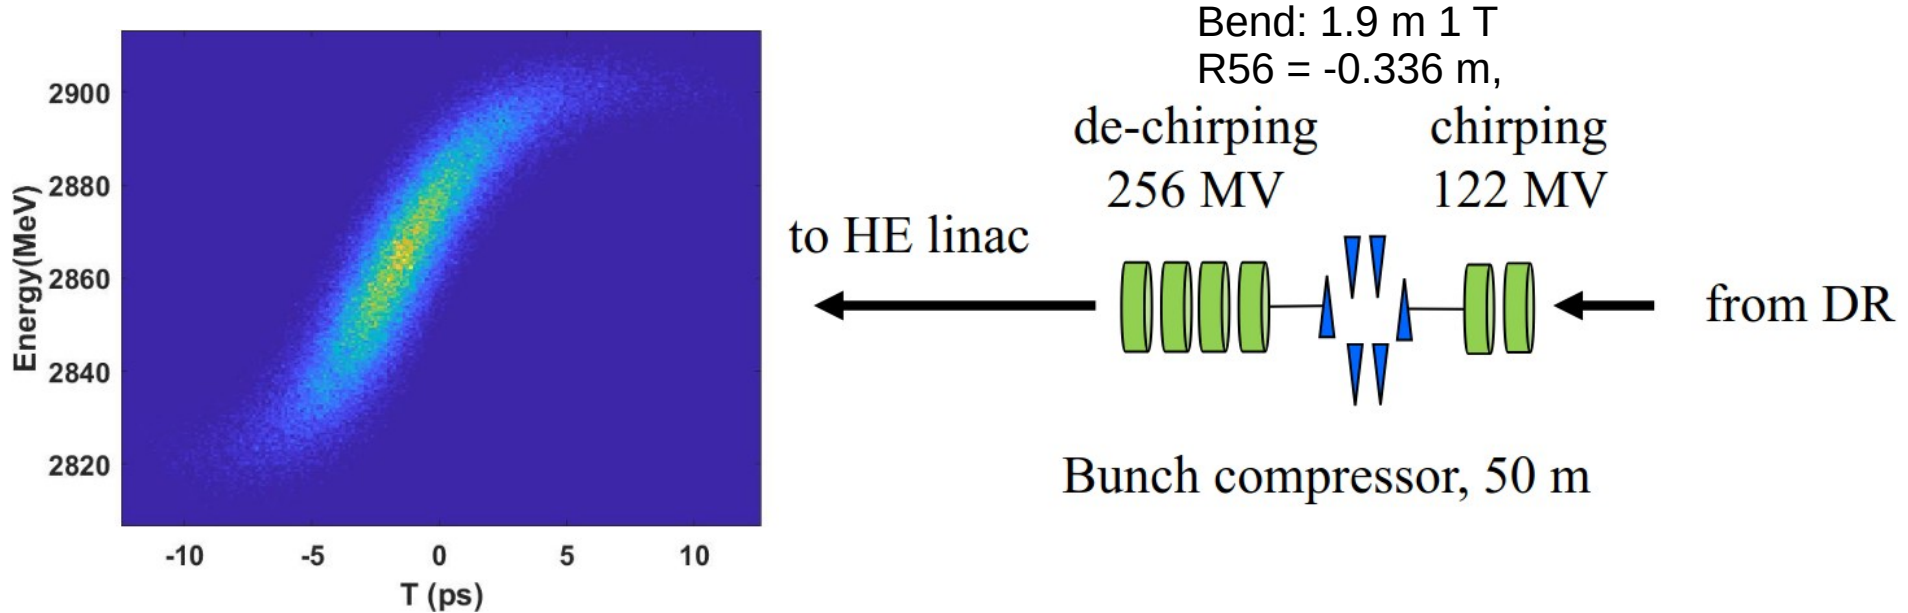 2900
2880
2860
2840
2820
Energy(MeV)
-10 -5 0 5 10
T (ps)
Bend: 1.9 m 1 T
R56 = -0.336 m,
de-chirping chirping
256 MV 122 MV
to HE linac
from DR
Bunch compressor, 50 m